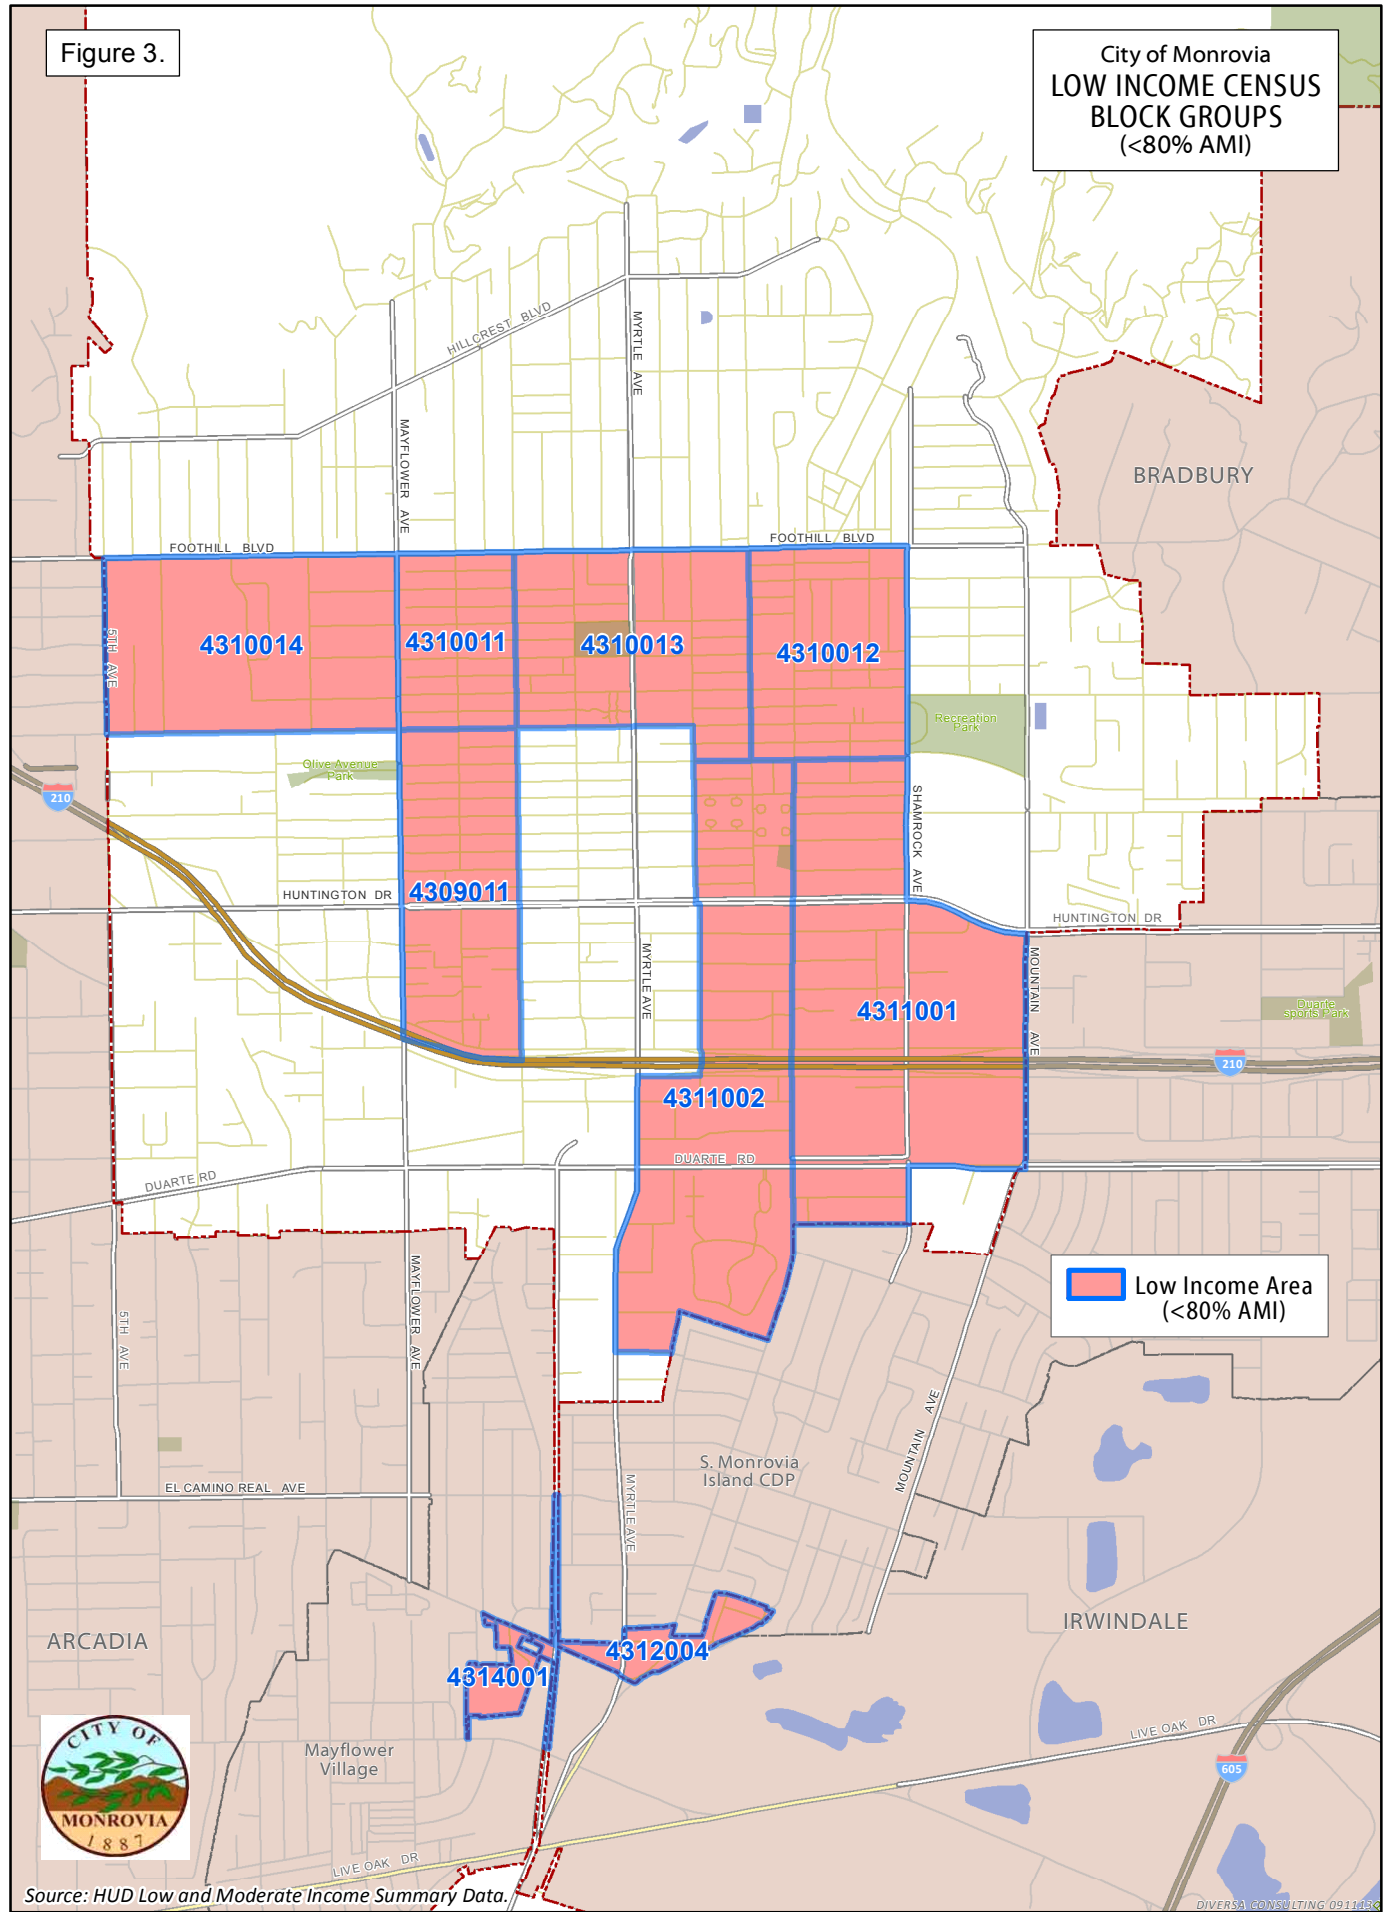 Figure 3.
City of Monrovia
LOW INCOME CENSUS
BLOCK GROUPS
(<80% AMI)
HILLCREST BLVD
MYRTLE AVE
MAYFLOWER AVE
BRADBURY
FOOTHILL BLVD
FOOTHILL BLVD
5TH AVE
4310014
4310011
4310013
4310012
Recreation
Park
Olive Avenue
Park
210
SHAMROCK AVE
HUNTINGTON DR
4309011
HUNTINGTON DR
MYRTLE AVE
MOUNTAIN AVE
4311001
Duarte
sports Park
210
4311002
DUARTE RD
DUARTE RD
MAYFLOWER AVE
5TH AVE
Low Income Area
(<80% AMI)
MOUNTAIN AVE
S. Monrovia
Island CDP
EL CAMINO REAL AVE
MYRTLE AVE
ARCADIA
IRWINDALE
4312004
4314001
Mayflower
Village
LIVE OAK DR
605
CITY OF
MONROVIA
1887
LIVE OAK DR
Source: HUD Low and Moderate Income Summary Data.
DIVERSA CONSULTING